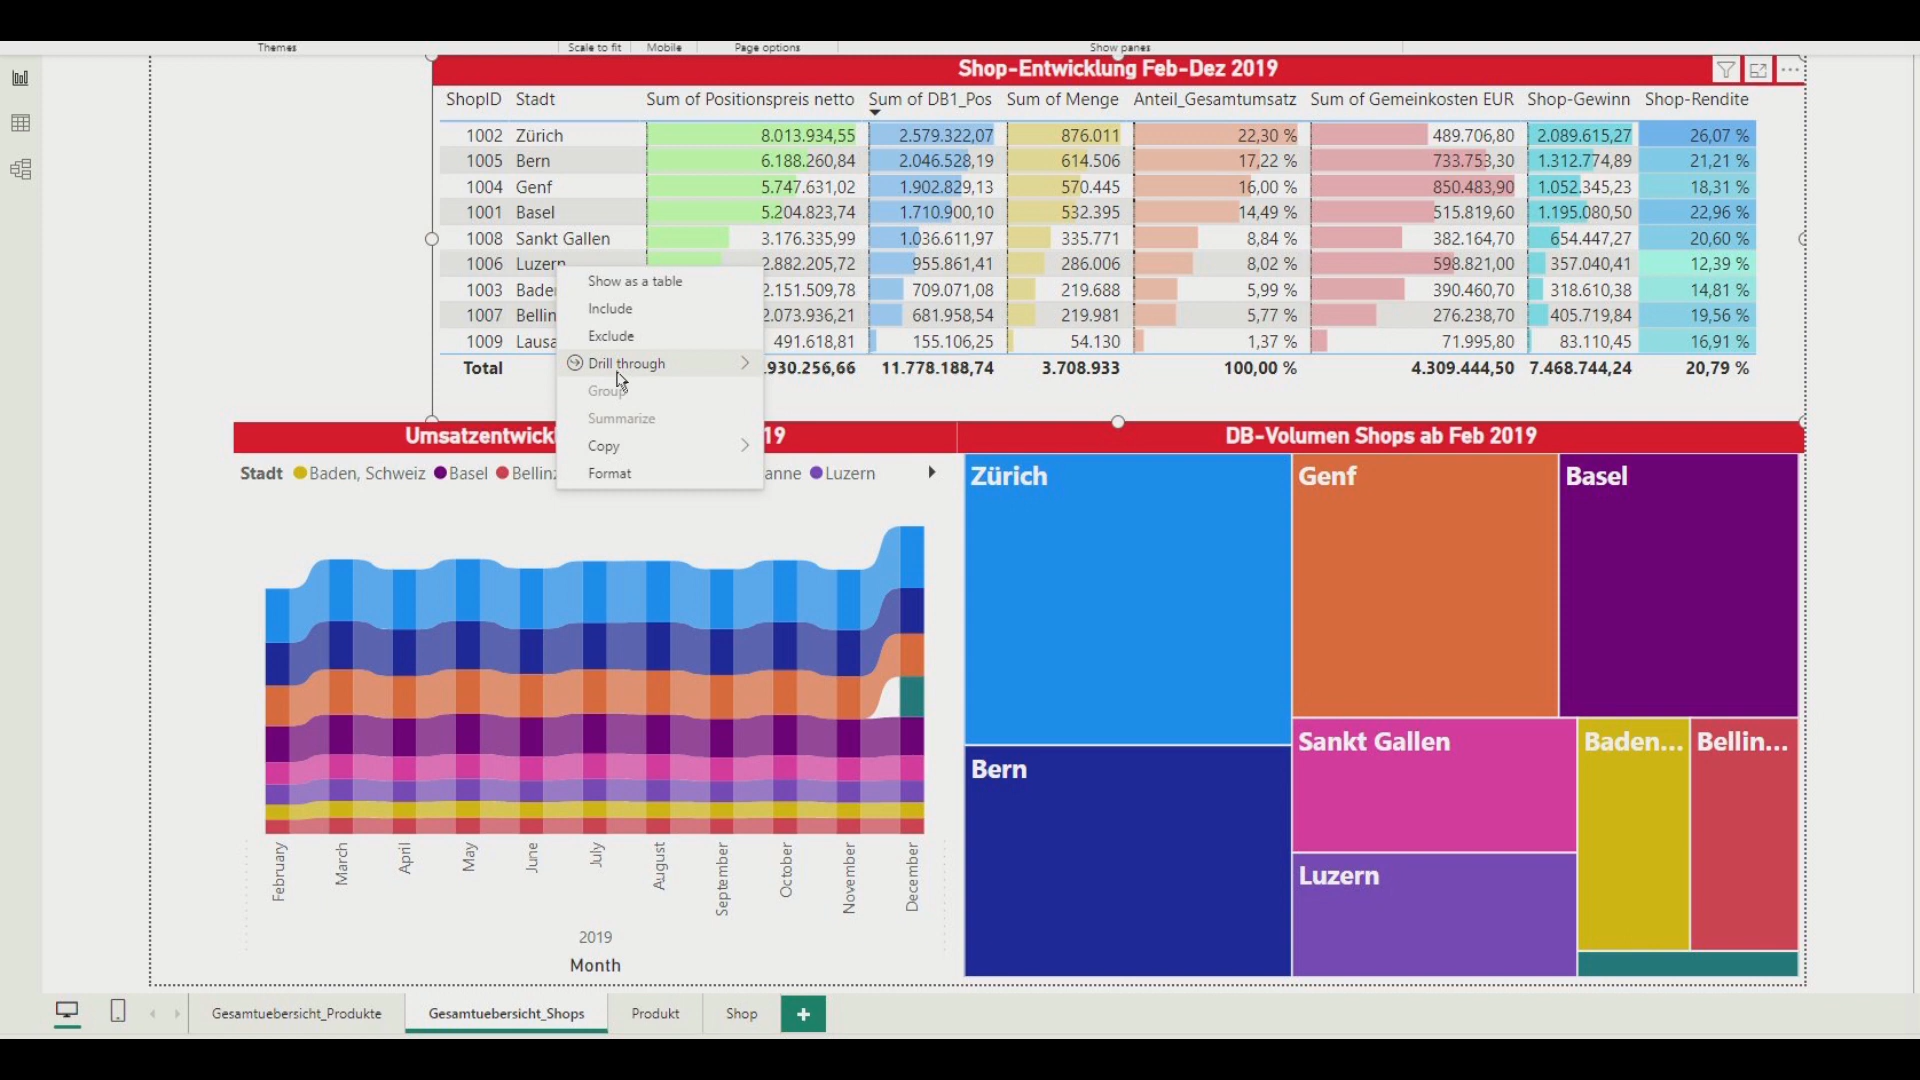 Themes Scale to fit Mobile Page options Show panes
Shop-Entwicklung Feb-Dez 2019
ShopID Stadt Sum of Positionspreis netto Sum of DB1_Pos Sum of Menge Anteil_Gesamtumsatz Sum of Gemeinkosten EUR Shop-Gewinn Shop-Rendite
1002 Zürich 8.013.934,55 2.579.322,07 876.011 22,30 % 489.706,80 2.089.615,27 26,07 %
1005 Bern 6.188.260,84 2.046.528,19 614.506 17,22 % 733.753,30 1.312.774,89 21,21 %
1004 Genf 5.747.631,02 1.902.829,13 570.445 16,00 % 850.483,90 1.052.345,23 18,31 %
1001 Basel 5.204.823,74 1.710.900,10 532.395 14,49 % 515.819,60 1.195.080,50 22,96 %
1008 Sankt Gallen 3.176.335,99 1.036.611,97 335.771 8,84 % 382.164,70 654.447,27 20,60 %
1006 Luzern 2.882.205,72 955.861,41 286.006 8,02 % 598.821,00 357.040,41 12,39 %
1003 Bade 2.151.509,78 709.071,08 219.688 5,99 % 390.460,70 318.610,38 14,81 %
1007 Bellin 2.073.936,21 681.958,54 219.981 5,77 % 276.238,70 405.719,84 19,56 %
1009 Lausa 491.618,81 155.106,25 54.130 1,37 % 71.995,80 83.110,45 16,91 %
Total .930.256,66 11.778.188,74 3.708.933 100,00 % 4.309.444,50 7.468.744,24 20,79 %
Show as a table
Include
Exclude
Drill through
Group
Summarize
Copy
Format
Umsatzentwickl 19
Stadt Baden, Schweiz Basel Bellinz anne Luzern
February March April May June July August September October November December
2019
Month
DB-Volumen Shops ab Feb 2019
Zürich
Genf
Basel
Sankt Gallen
Baden...
Bellin...
Bern
Luzern
Gesamtuebersicht_Produkte Gesamtuebersicht_Shops Produkt Shop +